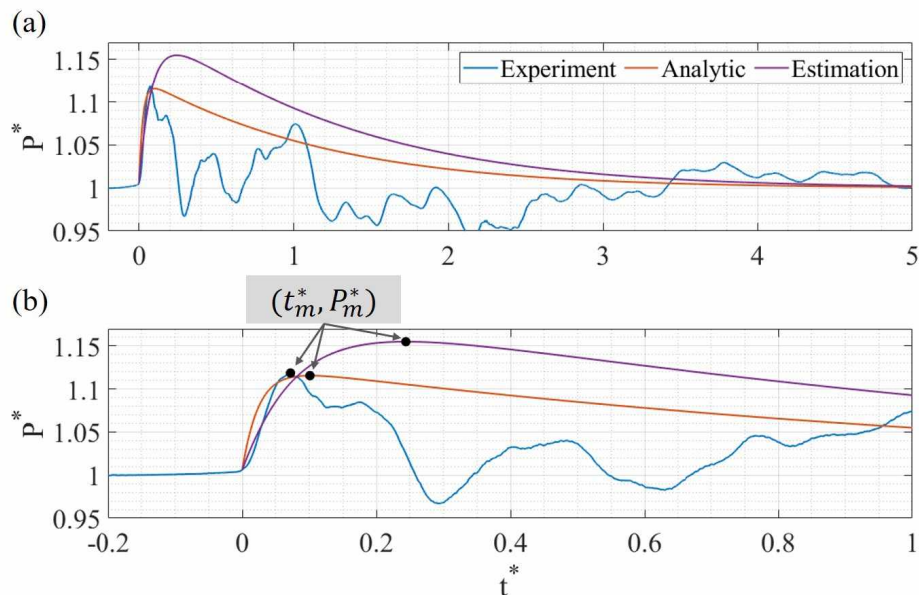 (a)
P*
1.15
1.1
1.05
1
0.95
Experiment Analytic Estimation
0 1 2 3 4 5
(b)
(t*m, P*m)
P*
1.15
1.1
1.05
1
0.95
-0.2 0 0.2 0.4 0.6 0.8 1
t*